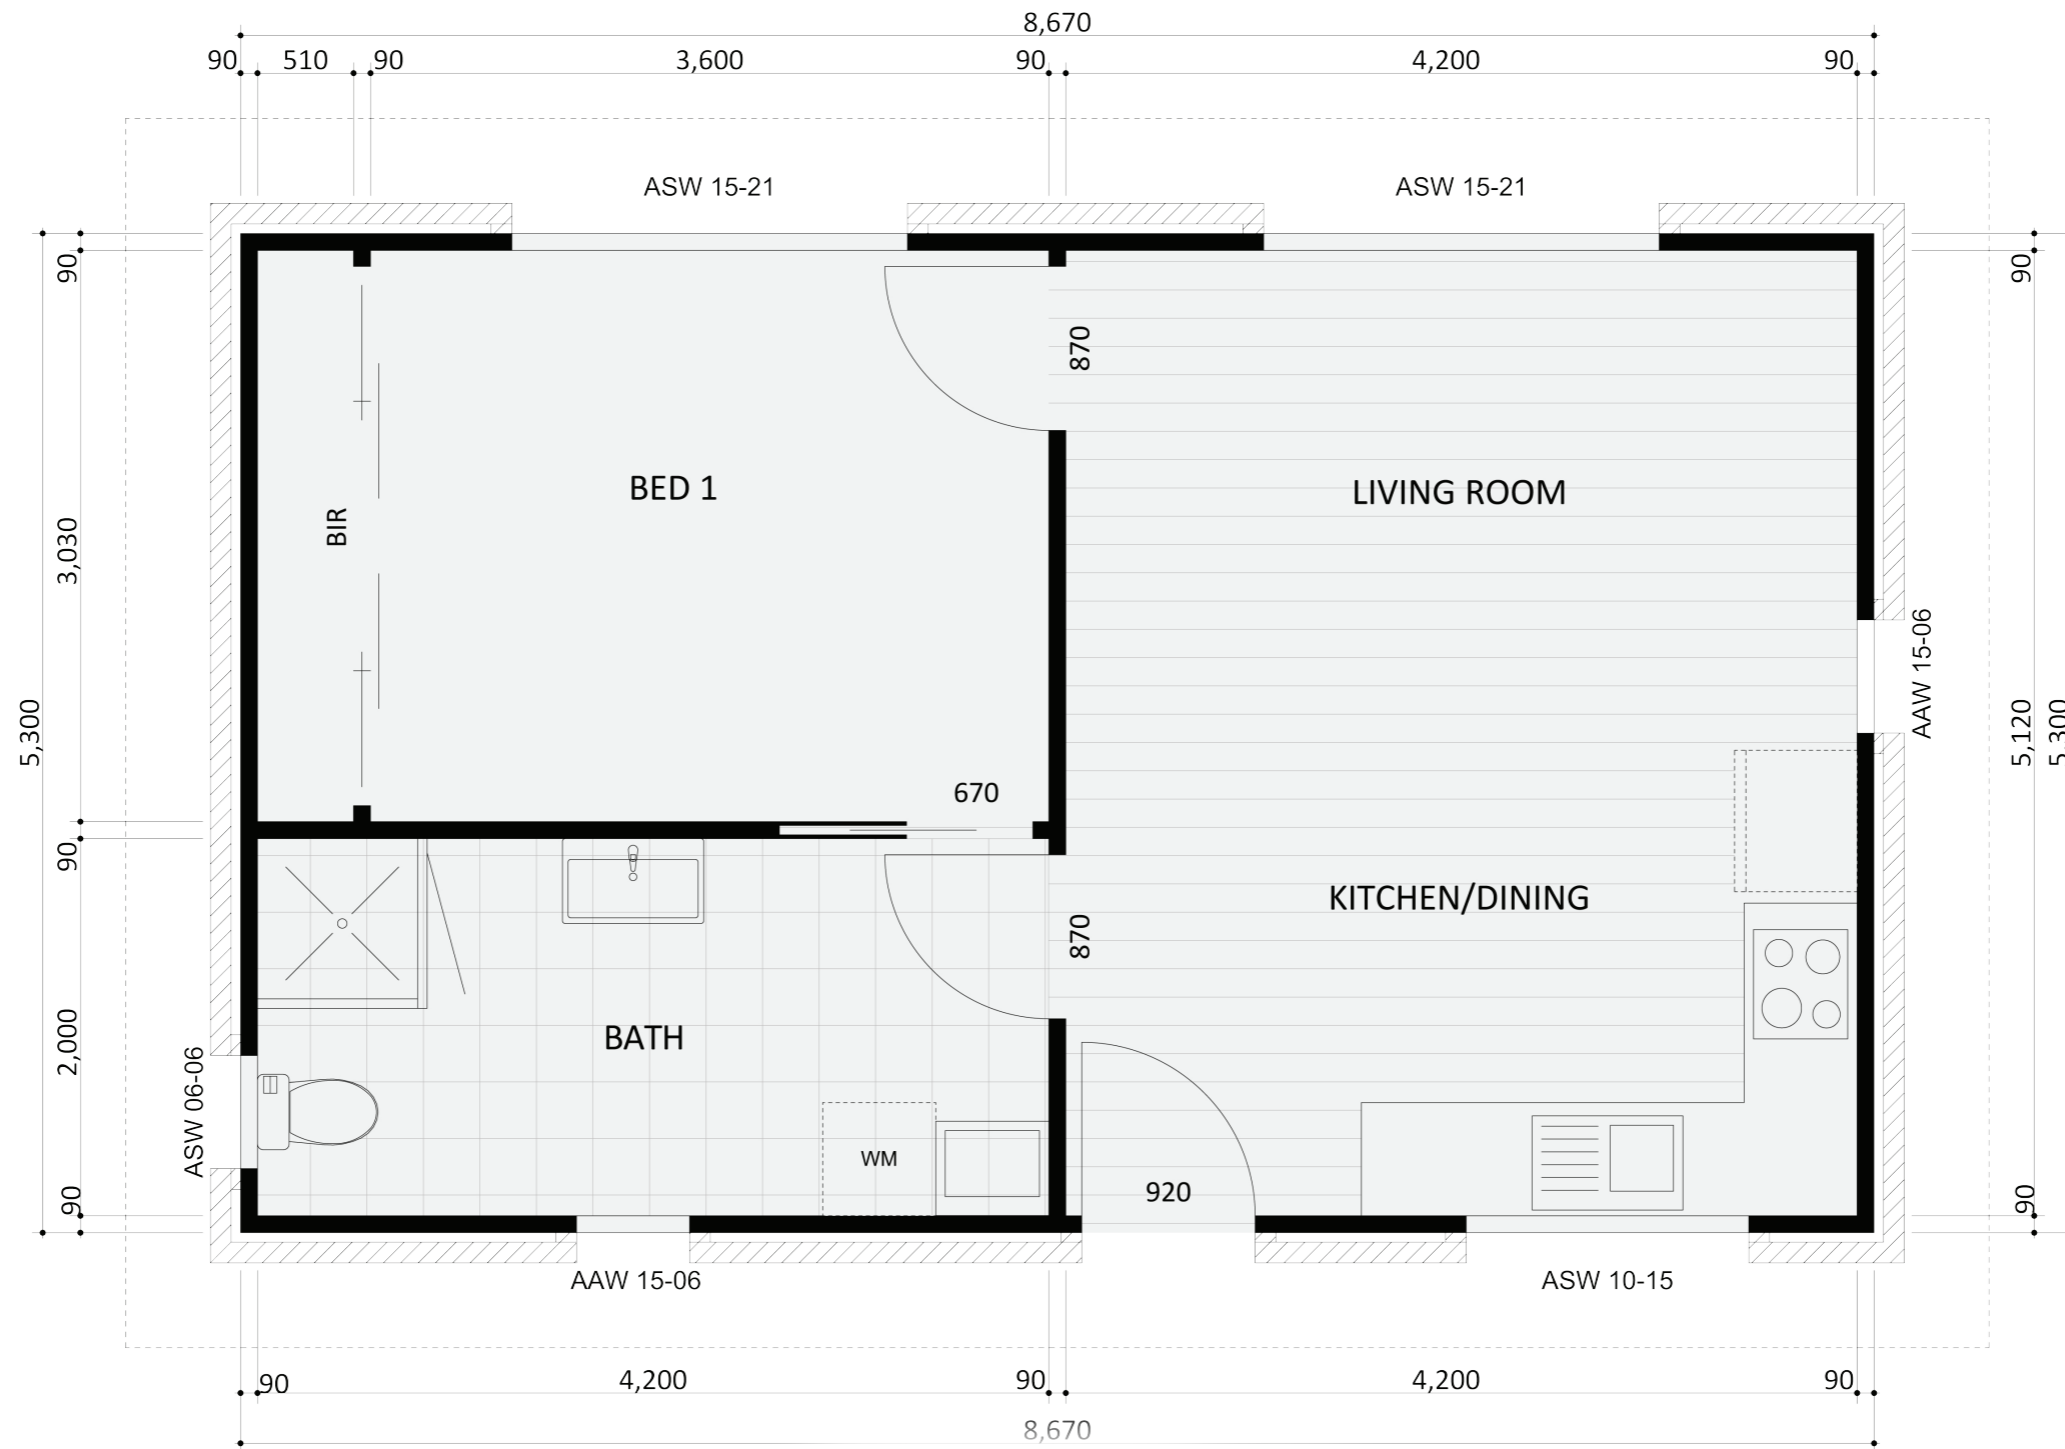 8,670
90 510 90 3,600 90 4,200 90
ASW 15-21 ASW 15-21
90 90
870
BED 1 LIVING ROOM
BIR
3,030
AAW 15-06
5,300 5,120 5,300
670
90
KITCHEN/DINING
870
BATH
2,000
ASW 06-06
WM
920
90 90
AAW 15-06 ASW 10-15
90 4,200 90 4,200 90
8,670